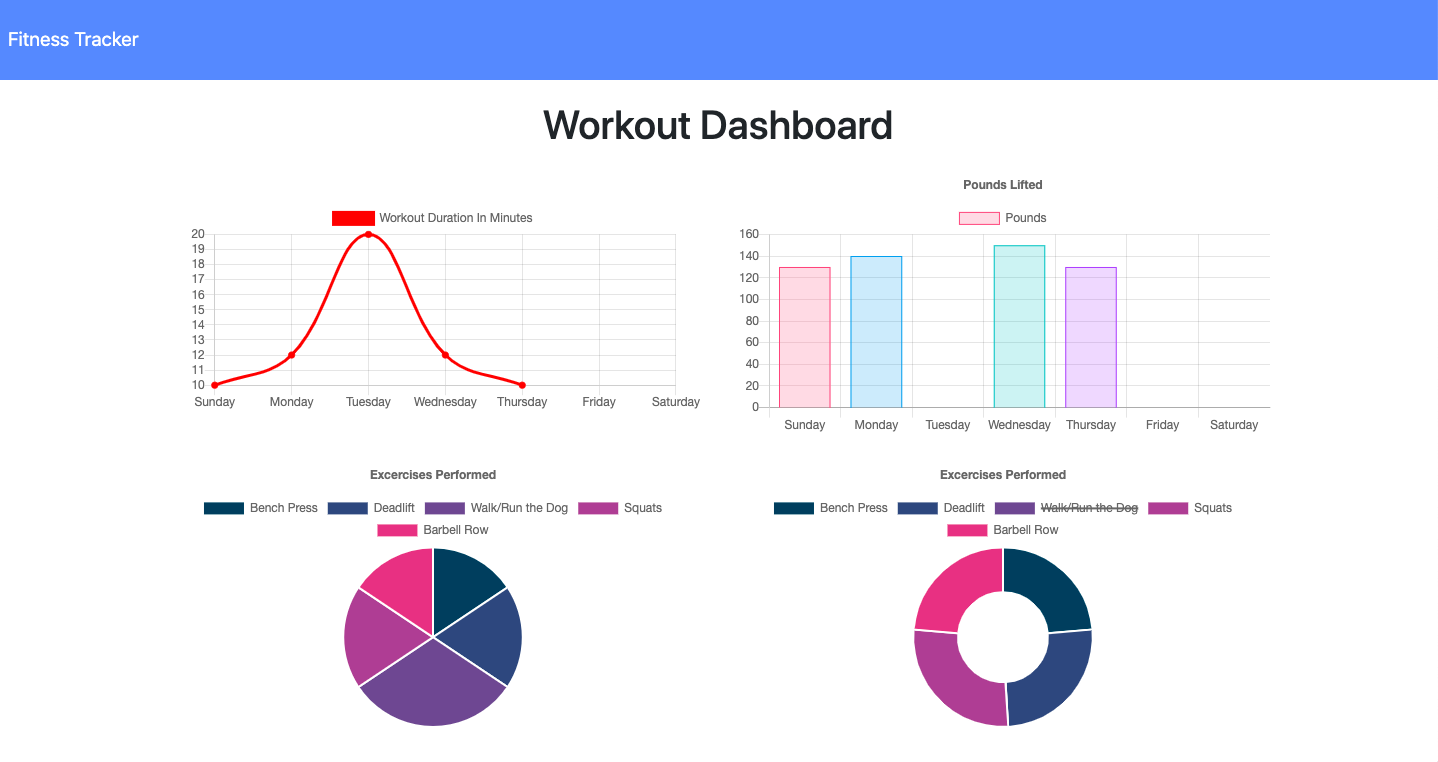 Fitness Tracker
Workout Dashboard
Workout Duration In Minutes
20
19
18
17
16
15
14
13
12
11
10
Sunday Monday Tuesday Wednesday Thursday Friday Saturday
Pounds Lifted
Pounds
160
140
120
100
80
60
40
20
0
Sunday Monday Tuesday Wednesday Thursday Friday Saturday
Excercises Performed
Bench Press Deadlift Walk/Run the Dog Squats
Barbell Row
Excercises Performed
Bench Press Deadlift Walk/Run the Dog Squats
Barbell Row